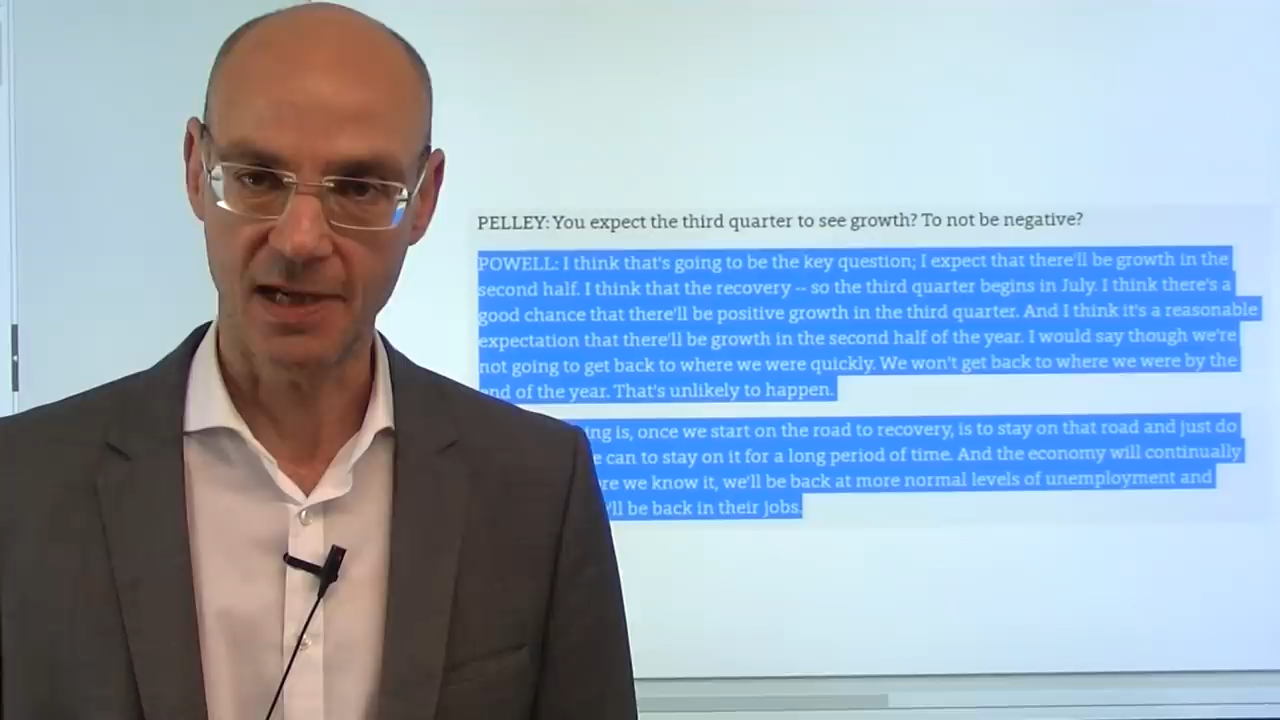 PELLEY: You expect the third quarter to see growth? To not be negative?
POWELL: I think that's going to be the key question; I expect that there'll be growth in the
second half. I think that the recovery -- so the third quarter begins in July. I think there's a
good chance that there'll be positive growth in the third quarter. And I think it's a reasonable
expectation that there'll be growth in the second half of the year. I would say though we're
not going to get back to where we were quickly. We won't get back to where we were by the
end of the year. That's unlikely to happen.
is, once we start on the road to recovery, is to stay on that road and just do
can to stay on it for a long period of time. And the economy will continually
we know it, we'll be back at more normal levels of unemployment and
be back in their jobs.